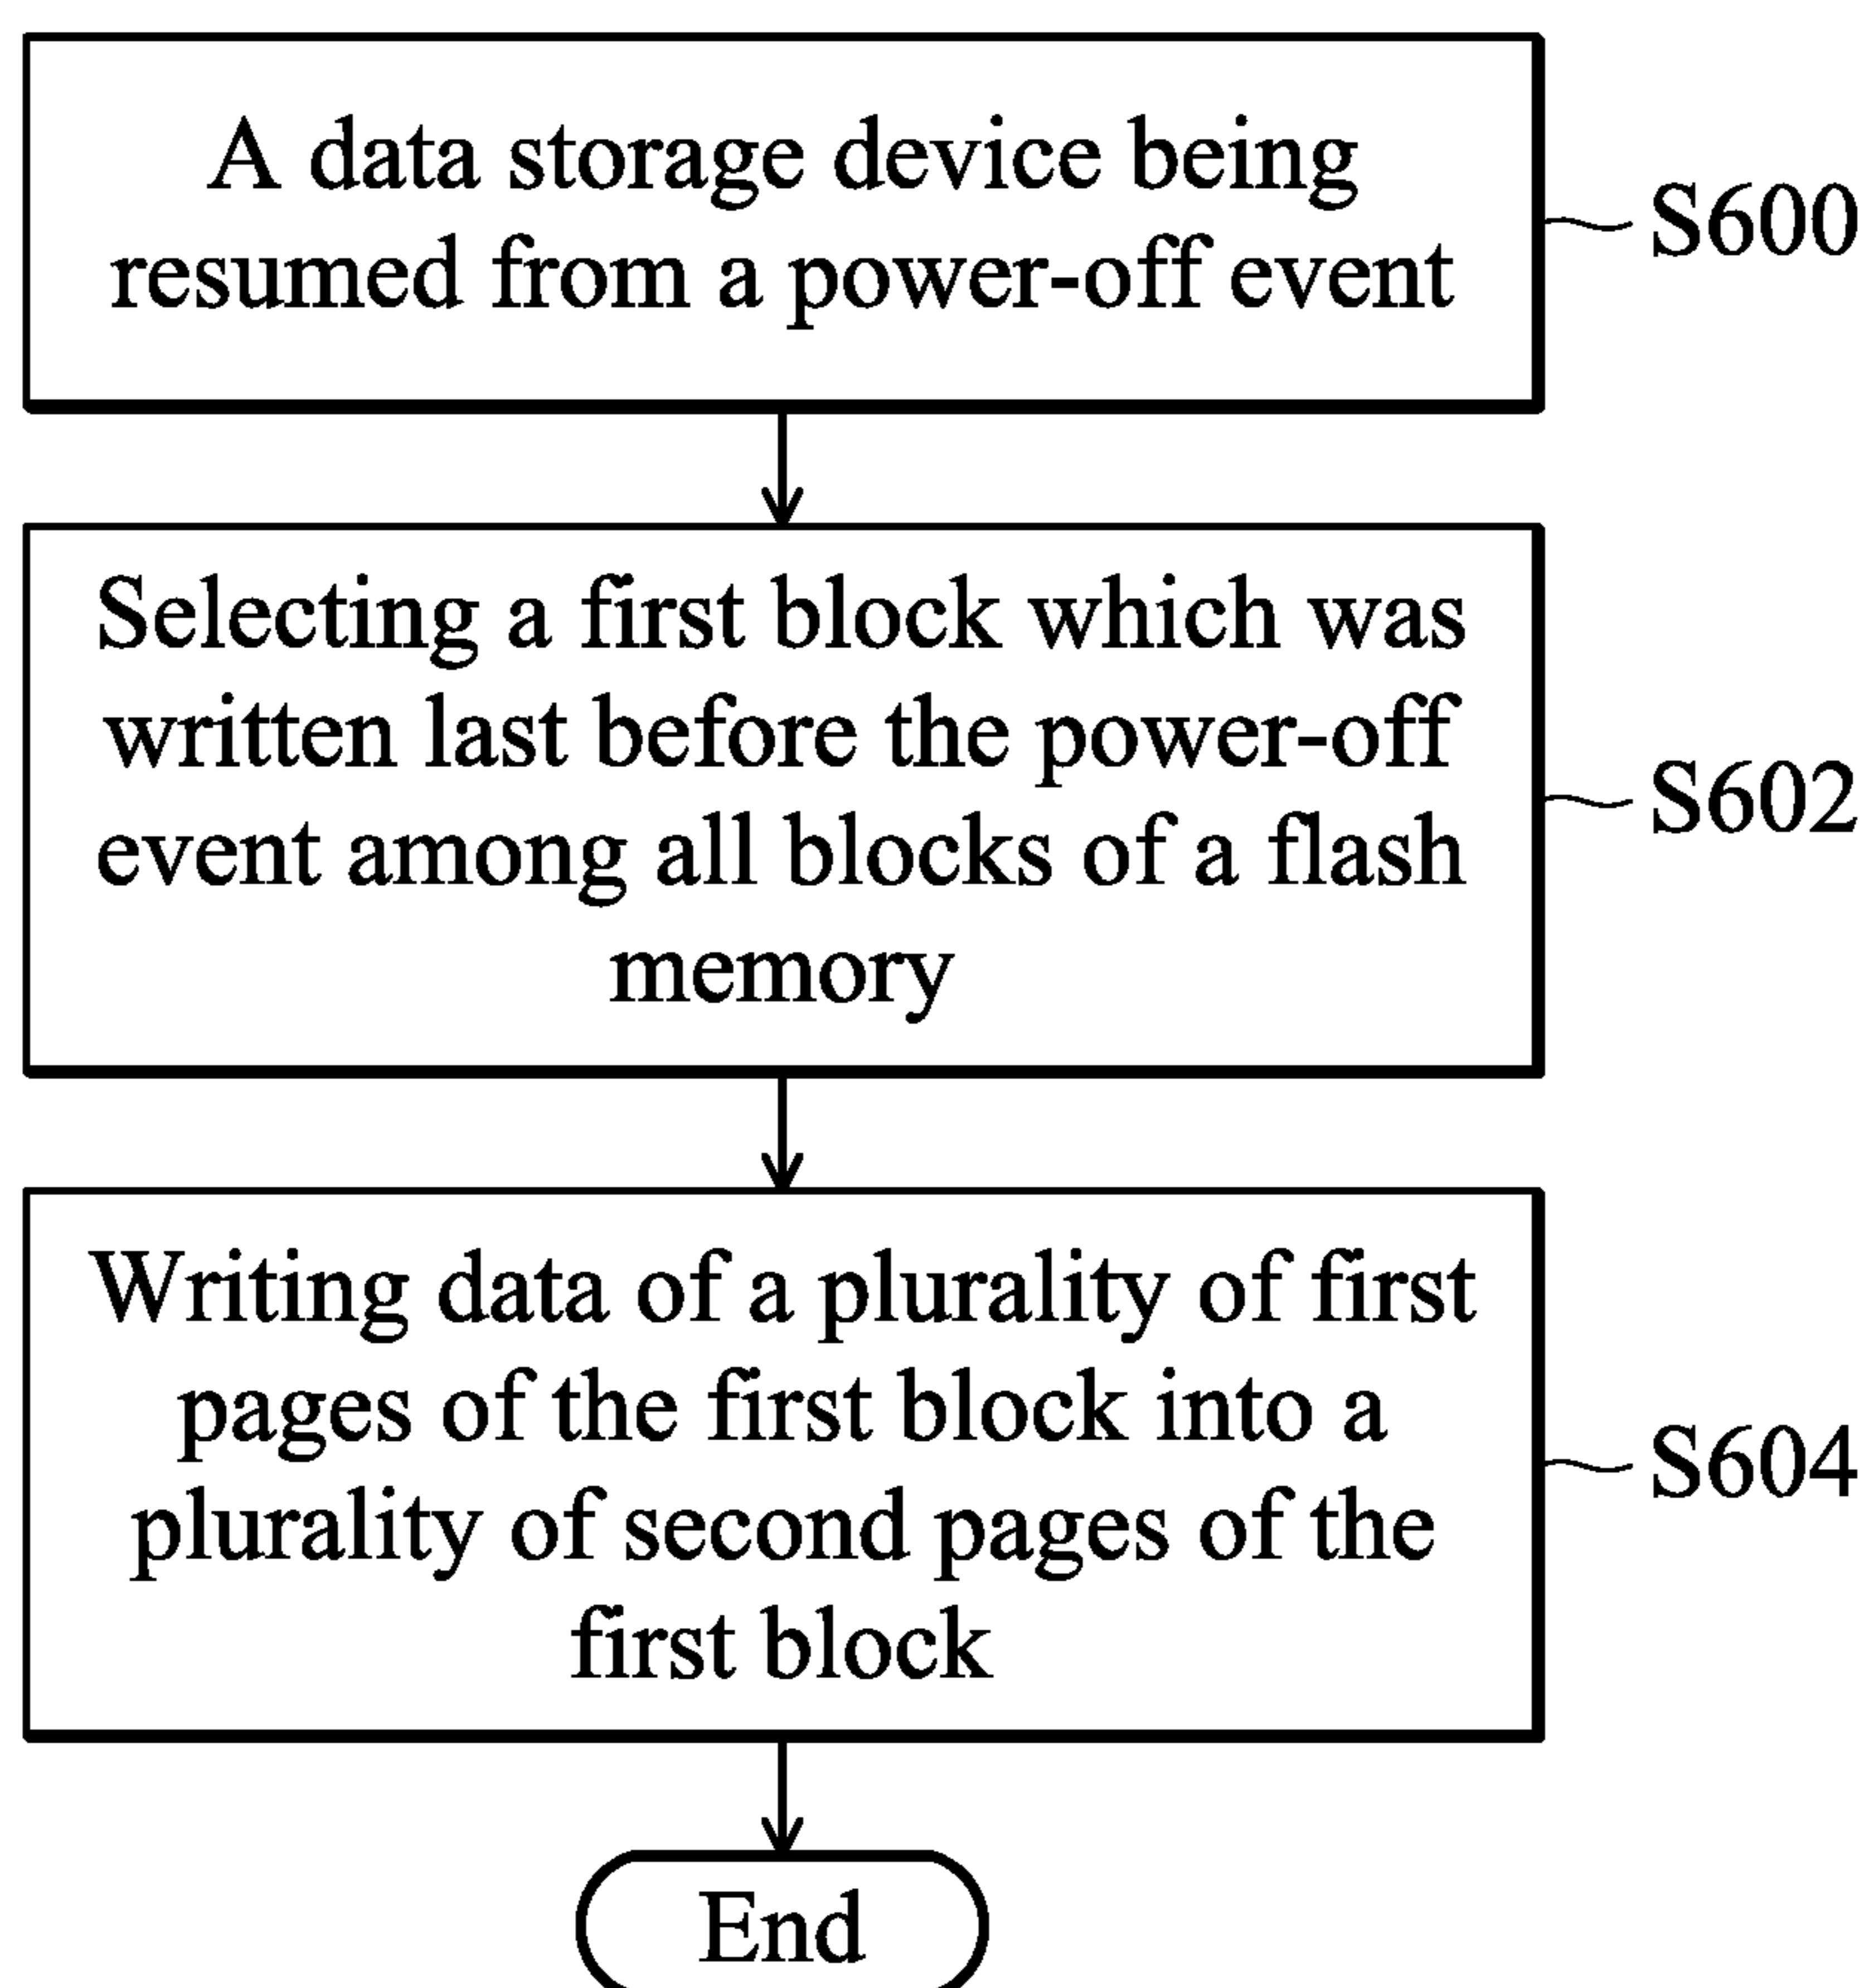 A data storage device being
resumed from a power-off event
S600
Selecting a first block which was
written last before the power-off
event among all blocks of a flash
memory
S602
Writing data of a plurality of first
pages of the first block into a
plurality of second pages of the
first block
S604
End